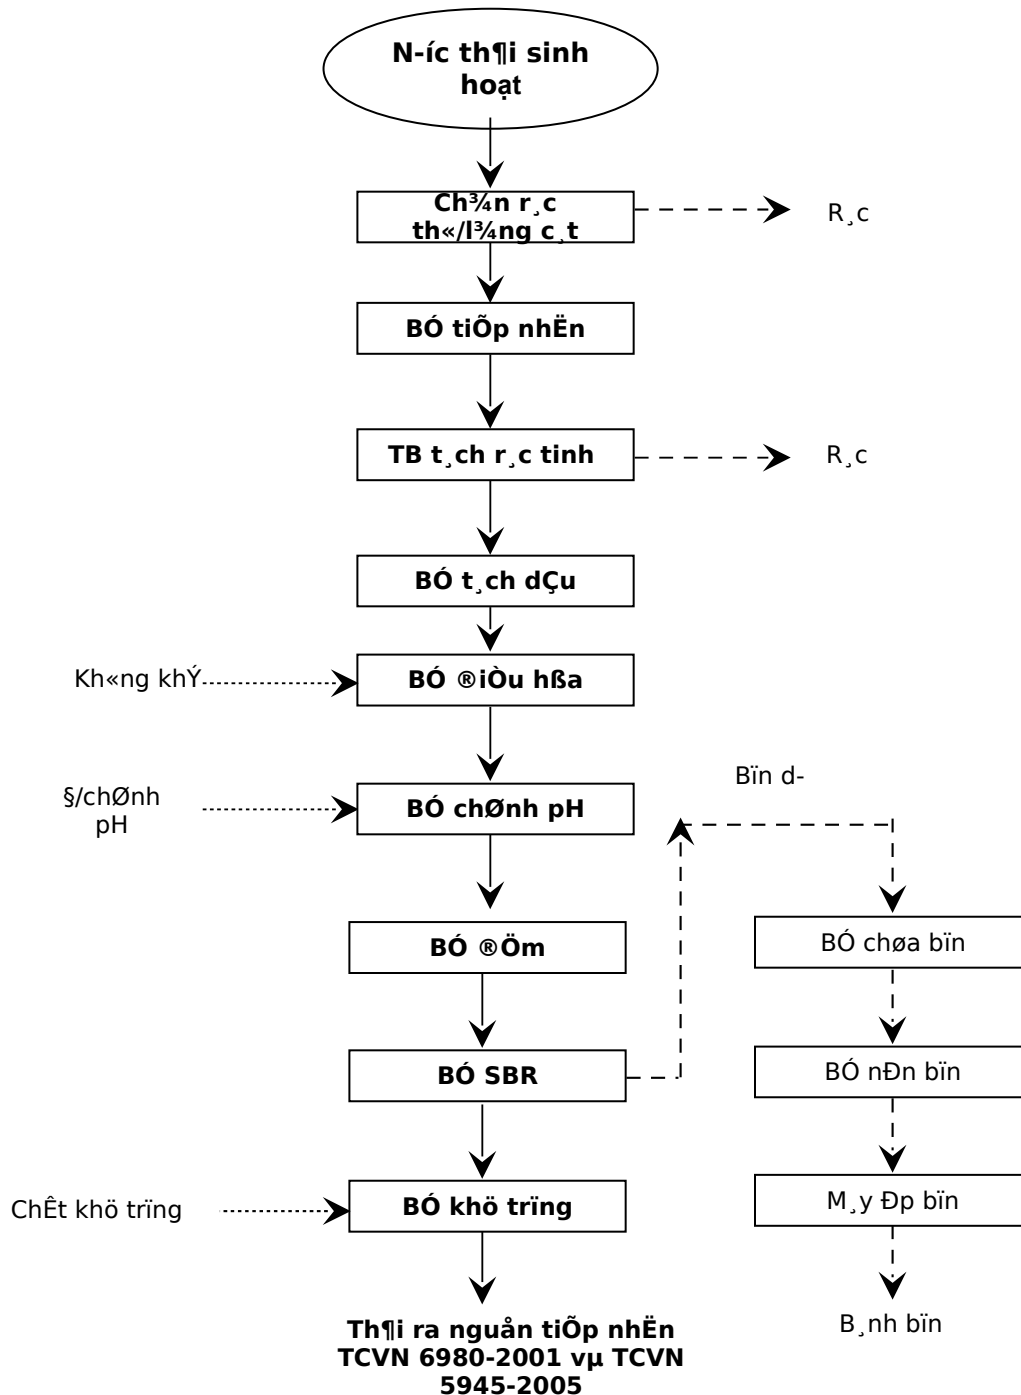 N-íc th¶i sinh
hoạt
Ch¾n r¸c
th«/l¾ng c¸t
R¸c
BÓ tiÕp nhËn
TB t¸ch r¸c tinh
R¸c
BÓ t¸ch dÇu
Kh«ng khÝ
BÓ ®iÒu hßa
§/chØnh
pH
BÓ chØnh pH
Bïn d-
BÓ ®Öm
BÓ chøa bïn
BÓ SBR
BÓ nÐn bïn
ChÊt khö trïng
BÓ khö trïng
M¸y Ðp bïn
Th¶i ra nguån tiÕp nhËn
TCVN 6980-2001 vµ TCVN
5945-2005
B¸nh bïn